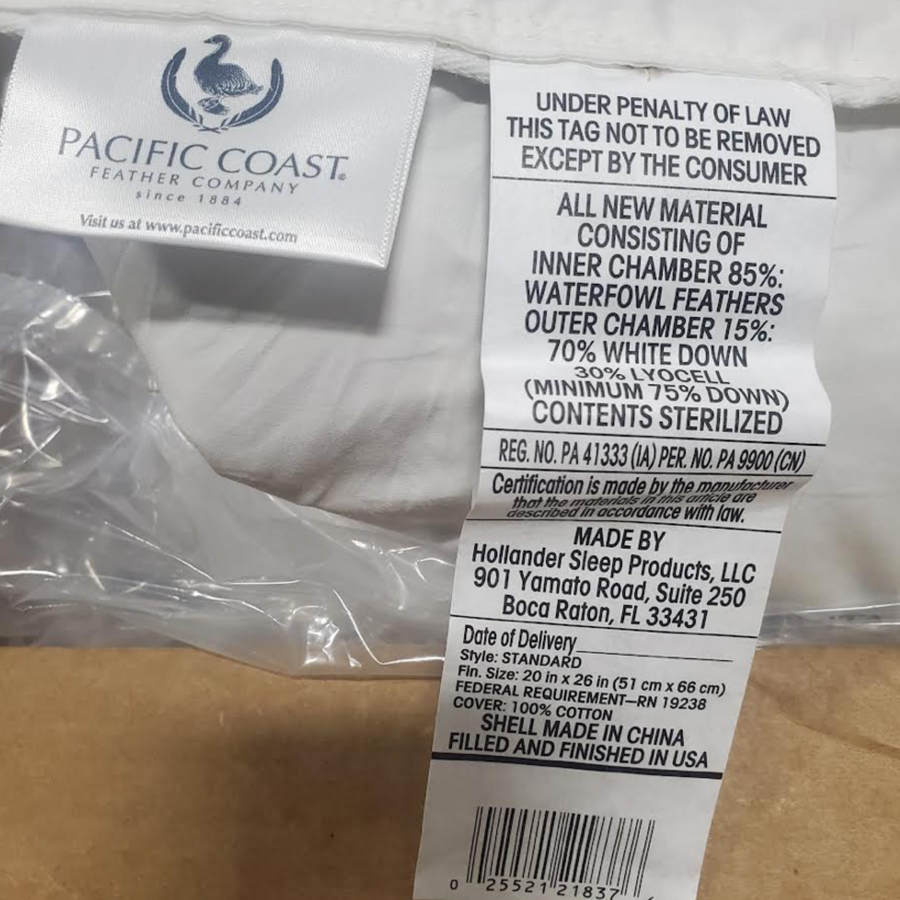 PACIFIC COAST®
FEATHER COMPANY
since 1884
Visit us at www.pacificcoast.com
UNDER PENALTY OF LAW
THIS TAG NOT TO BE REMOVED
EXCEPT BY THE CONSUMER
ALL NEW MATERIAL
CONSISTING OF
INNER CHAMBER 85%:
WATERFOWL FEATHERS
OUTER CHAMBER 15%:
70% WHITE DOWN
30% LYOCELL
(MINIMUM 75% DOWN)
CONTENTS STERILIZED
REG. NO. PA 41333 (IA) PER. NO. PA 9900 (CN)
Certification is made by the manufacturer
that the materials in this article are
described in accordance with law.
MADE BY
Hollander Sleep Products, LLC
901 Yamato Road, Suite 250
Boca Raton, FL 33431
Date of Delivery
Style: STANDARD
Fin. Size: 20 in x 26 in (51 cm x 66 cm)
FEDERAL REQUIREMENT—RN 19238
COVER: 100% COTTON
SHELL MADE IN CHINA
FILLED AND FINISHED IN USA
0 25521 21837